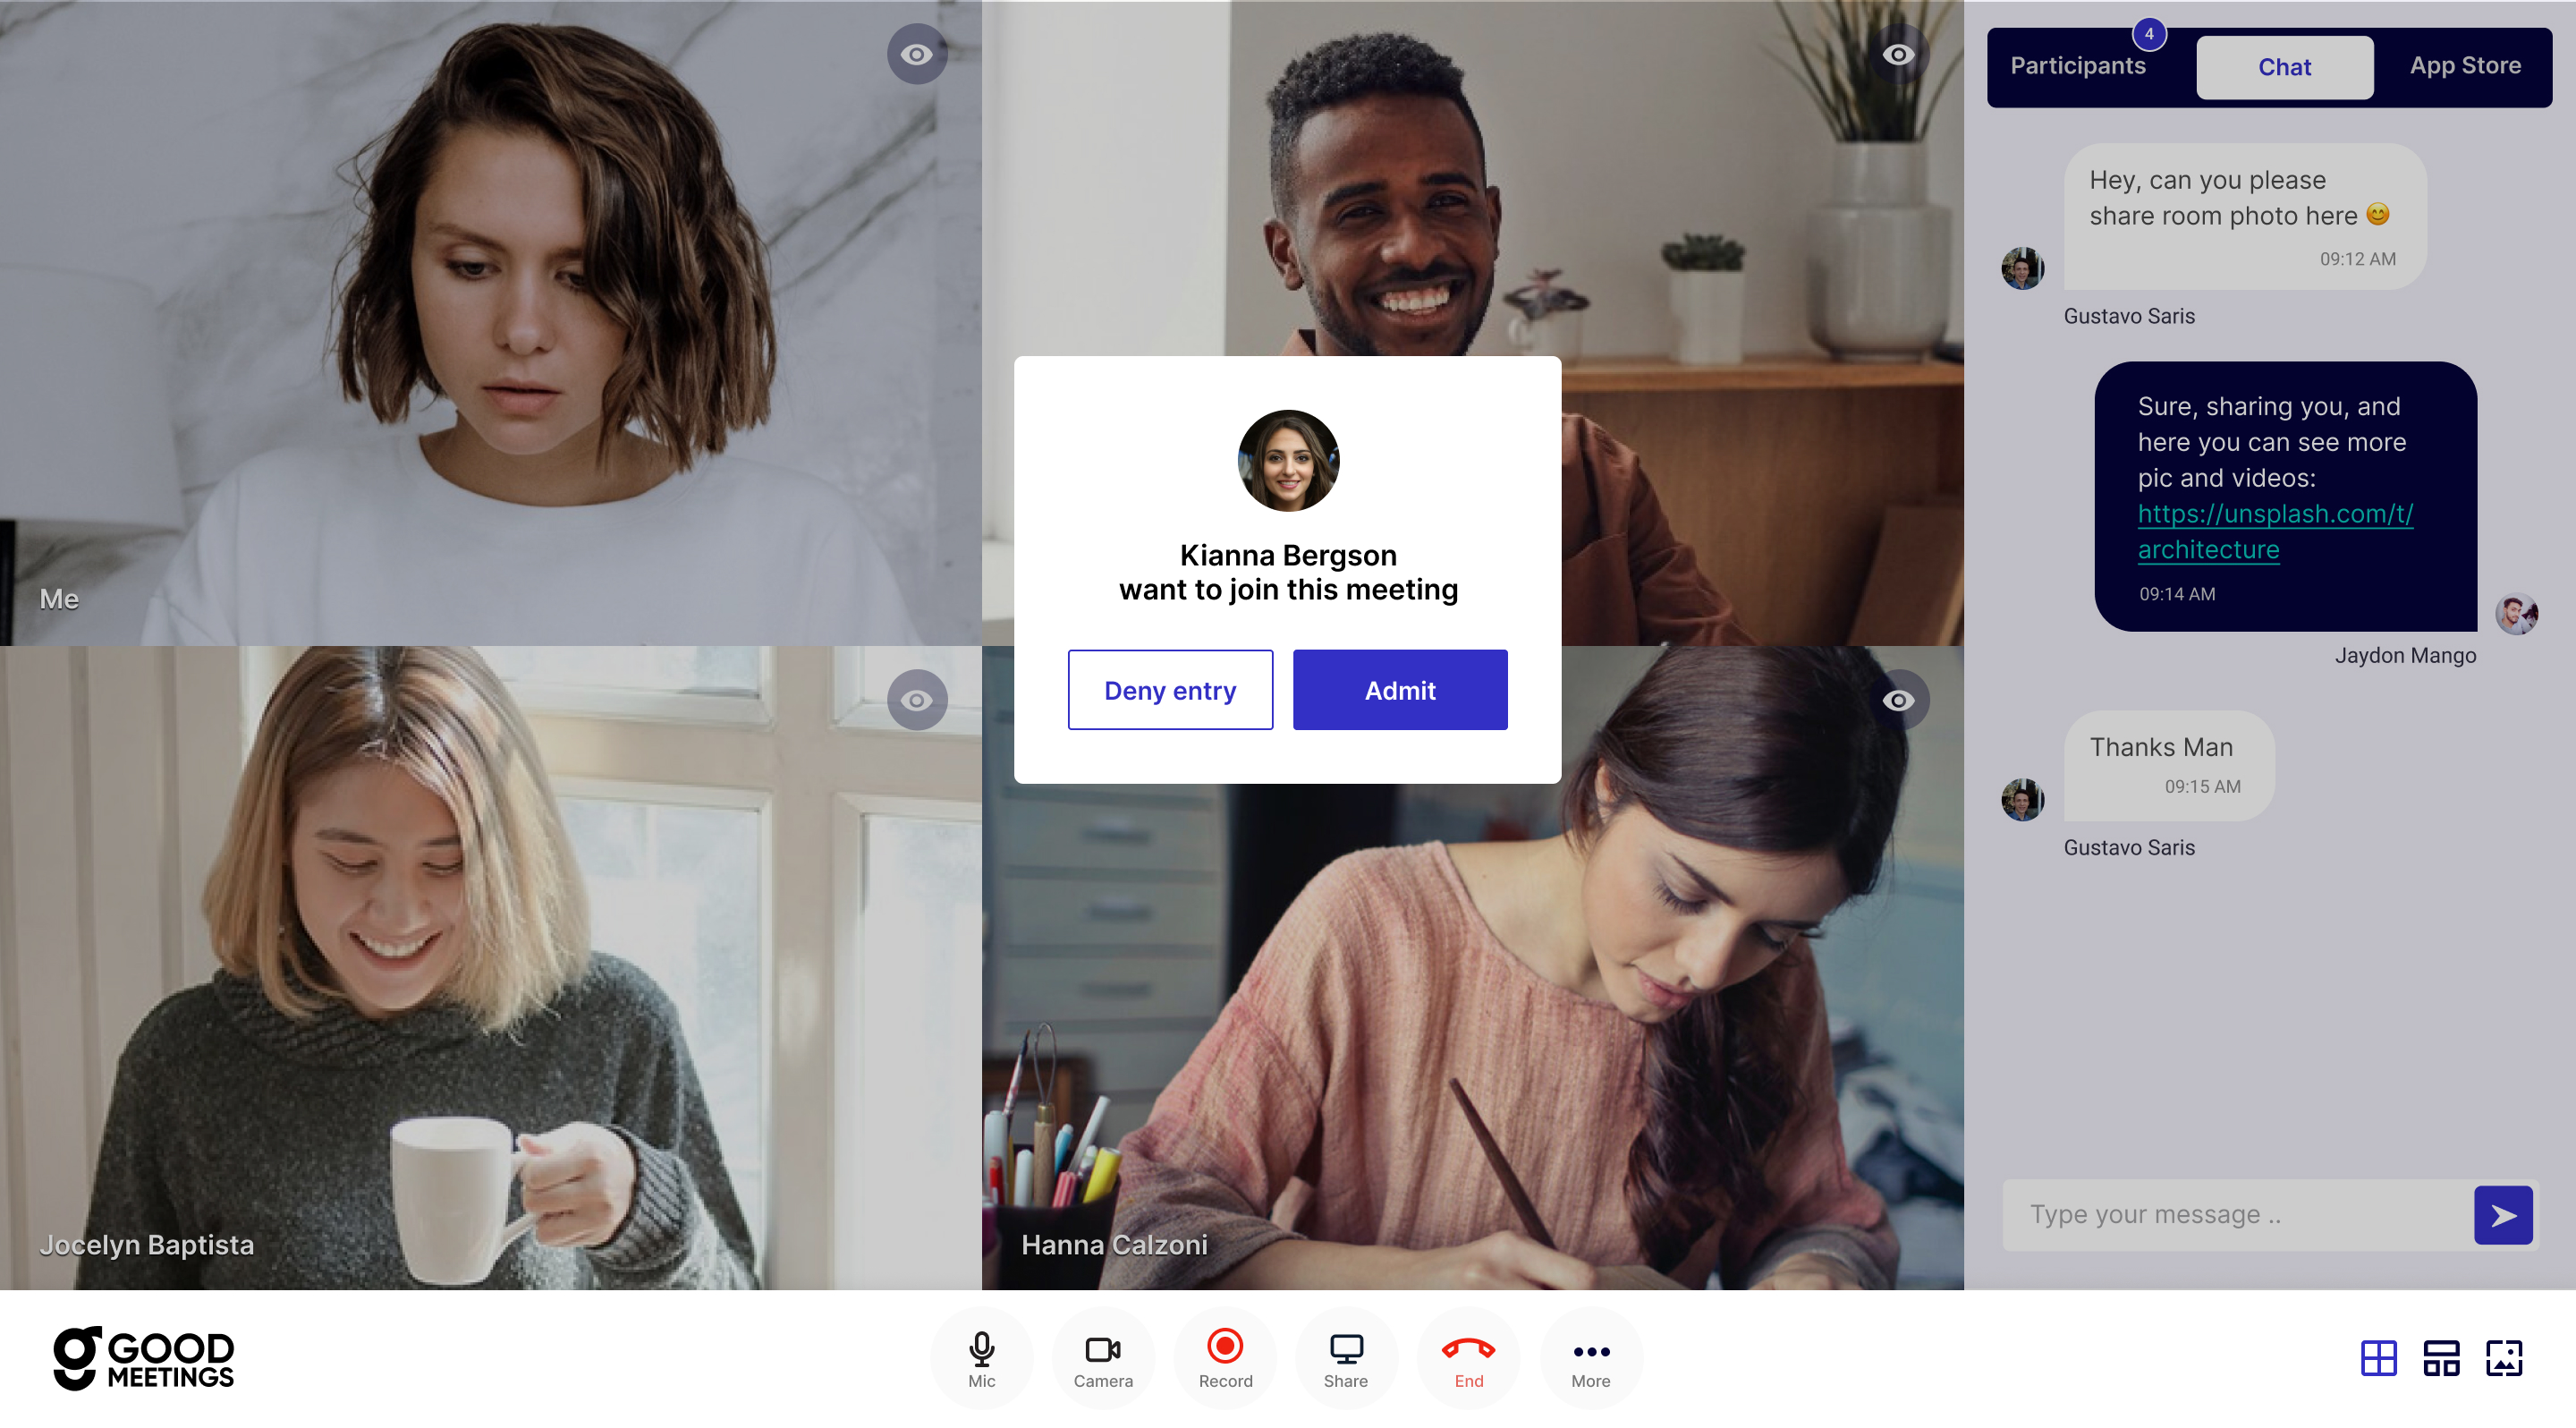 Participants
4
Chat
App Store
Hey, can you please
share room photo here 😊
09:12 AM
Gustavo Saris
Sure, sharing you, and
here you can see more
pic and videos:
https://unsplash.com/t/
architecture
09:14 AM
Jaydon Mango
Thanks Man
09:15 AM
Gustavo Saris
Type your message ..
Me
Kianna Bergson
want to join this meeting
Deny entry
Admit
Jocelyn Baptista
Hanna Calzoni
GOOD
MEETINGS
Mic
Camera
Record
Share
End
More